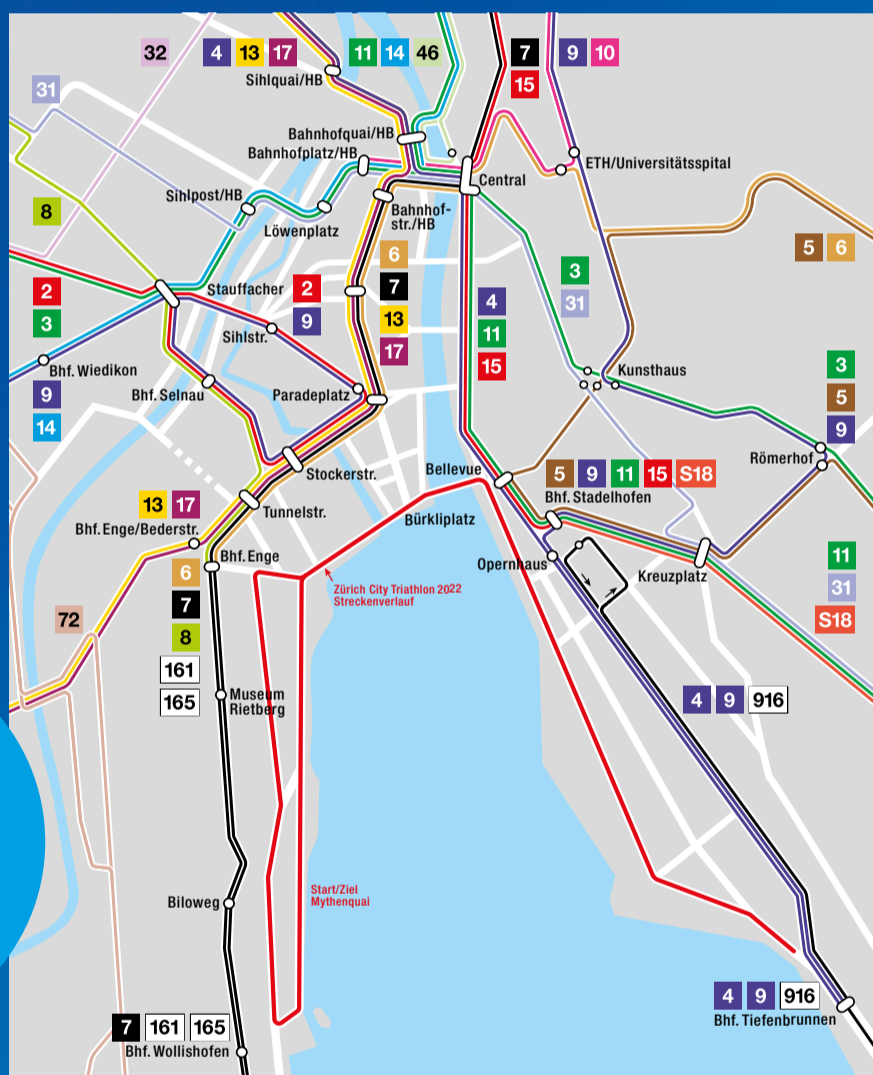 32
4 13 17
11 14 46
7
15
9 10
Sihlquai/HB
31
Bahnhofquai/HB
Bahnhofplatz/HB
ETH/Universitätsspital
Central
Sihlpost/HB
8
Löwenplatz
Bahnhof-
str./HB
6
7
13
17
5 6
3
31
2
3
Stauffacher
2
9
4
11
15
Sihlstr.
Bhf. Wiedikon
9
14
Kunsthaus
3
5
9
Bhf. Selnau
Paradeplatz
Römerhof
Stockerstr.
Bellevue
5 9 11 15 S18
Bhf. Stadelhofen
13 17
Bhf. Enge/Bederstr.
Tunnelstr.
Bürkliplatz
Bhf. Enge
Opernhaus
Kreuzplatz
11
31
S18
6
7
8
161
165
Zürich City Triathlon 2022
Streckenverlauf
72
Museum
Rietberg
4 9 916
Biloweg
Start/Ziel
Mythenquai
4 9 916
Bhf. Tiefenbrunnen
7 161 165
Bhf. Wollishofen